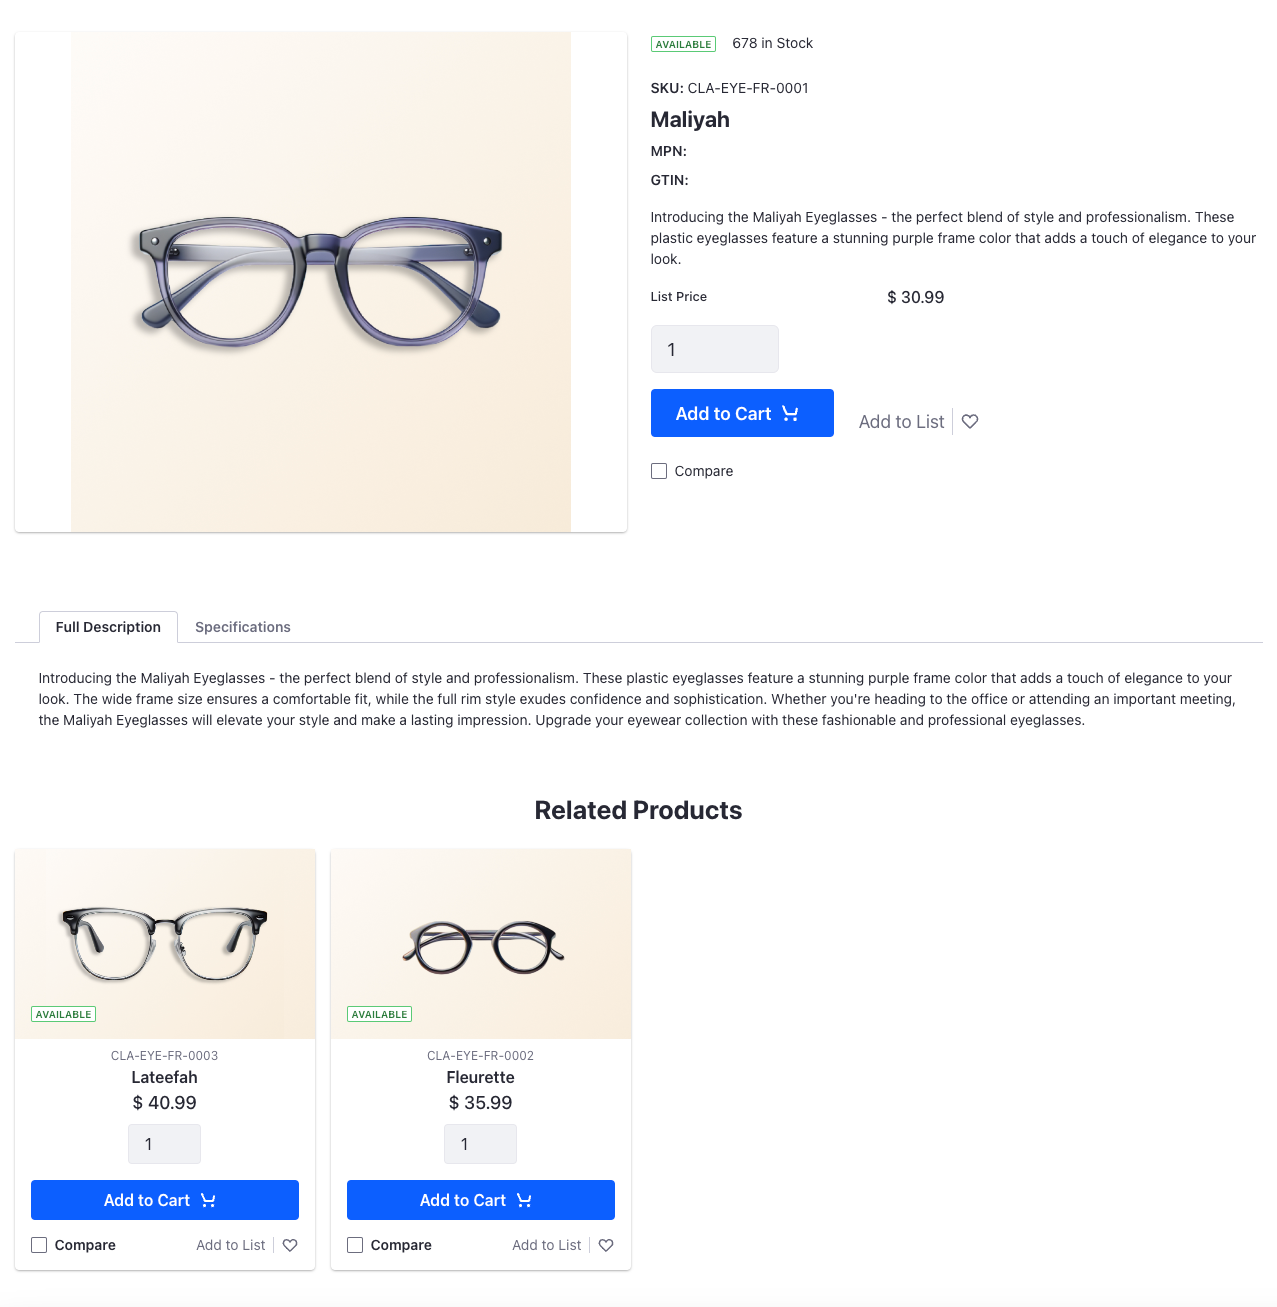 AVAILABLE 678 in Stock
SKU: CLA-EYE-FR-0001
Maliyah
MPN:
GTIN:
Introducing the Maliyah Eyeglasses - the perfect blend of style and professionalism. These
plastic eyeglasses feature a stunning purple frame color that adds a touch of elegance to your
look.
List Price $ 30.99
1
Add to Cart Add to List
Compare
Full Description Specifications
Introducing the Maliyah Eyeglasses - the perfect blend of style and professionalism. These plastic eyeglasses feature a stunning purple frame color that adds a touch of elegance to your
look. The wide frame size ensures a comfortable fit, while the full rim style exudes confidence and sophistication. Whether you're heading to the office or attending an important meeting,
the Maliyah Eyeglasses will elevate your style and make a lasting impression. Upgrade your eyewear collection with these fashionable and professional eyeglasses.
Related Products
AVAILABLE
CLA-EYE-FR-0003
Lateefah
$ 40.99
1
Add to Cart
Compare Add to List
AVAILABLE
CLA-EYE-FR-0002
Fleurette
$ 35.99
1
Add to Cart
Compare Add to List